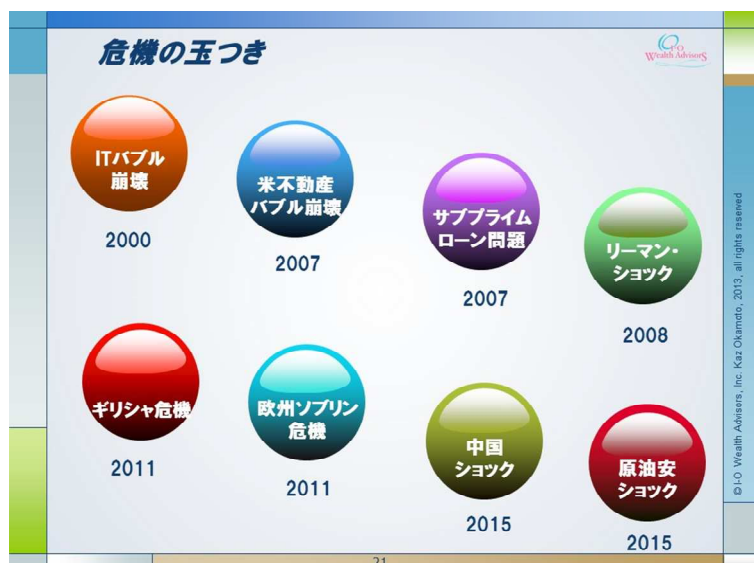 危機の玉つき
I-O
Wealth AdvisorS
ITバブル
崩壊
2000
米不動産
バブル崩壊
2007
サブプライム
ローン問題
2007
リーマン・
ショック
2008
ギリシャ危機
2011
欧州ソブリン
危機
2011
中国
ショック
2015
原油安
ショック
2015
© I-O Wealth Advisors, Inc. Kaz Okamoto, 2013, all rights reserved
21